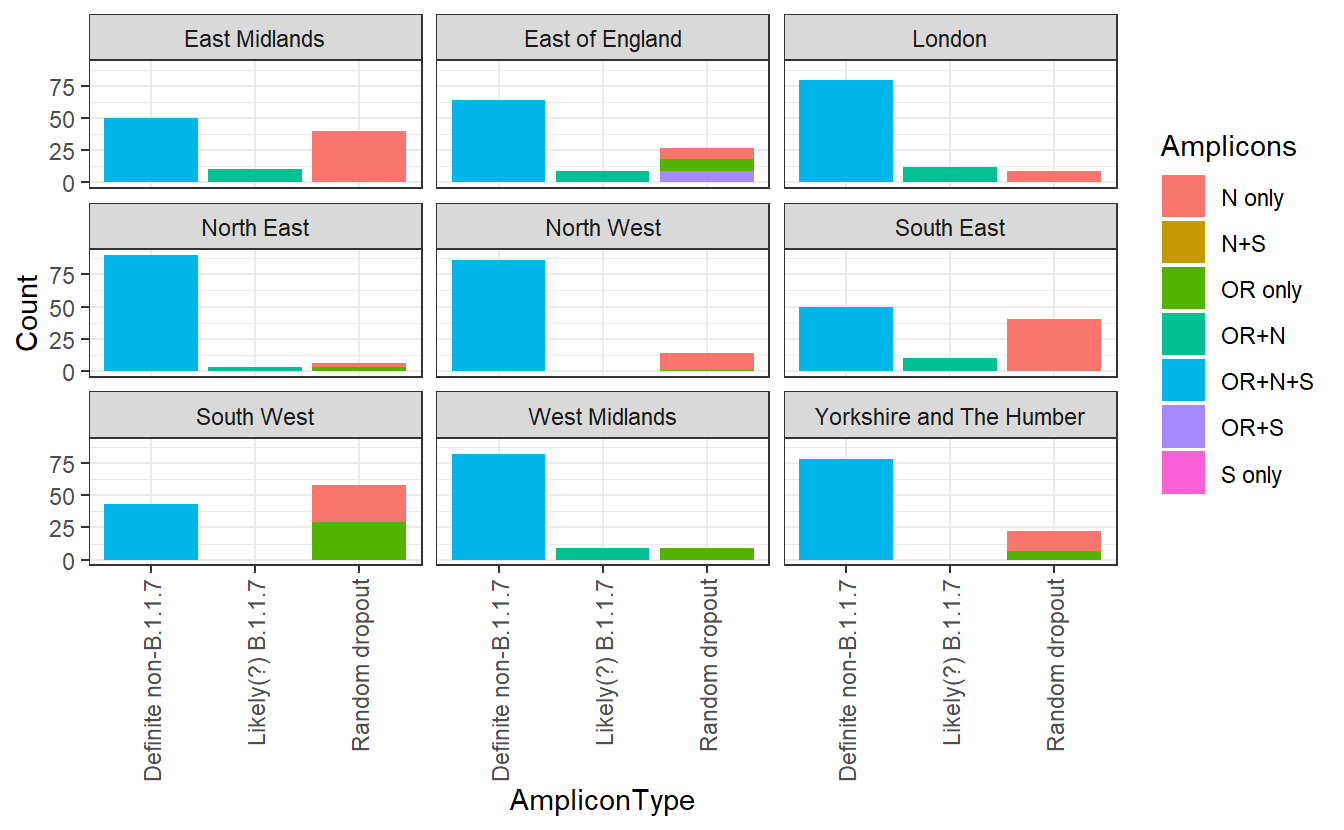 East Midlands
East of England
London
75
50
25
0
North East
North West
South East
75
50
25
0
South West
West Midlands
Yorkshire and The Humber
75
50
25
0
Count
Definite non-B.1.1.7
Likely(?) B.1.1.7
Random dropout
Definite non-B.1.1.7
Likely(?) B.1.1.7
Random dropout
Definite non-B.1.1.7
Likely(?) B.1.1.7
Random dropout
AmpliconType
Amplicons
N only
N+S
OR only
OR+N
OR+N+S
OR+S
S only